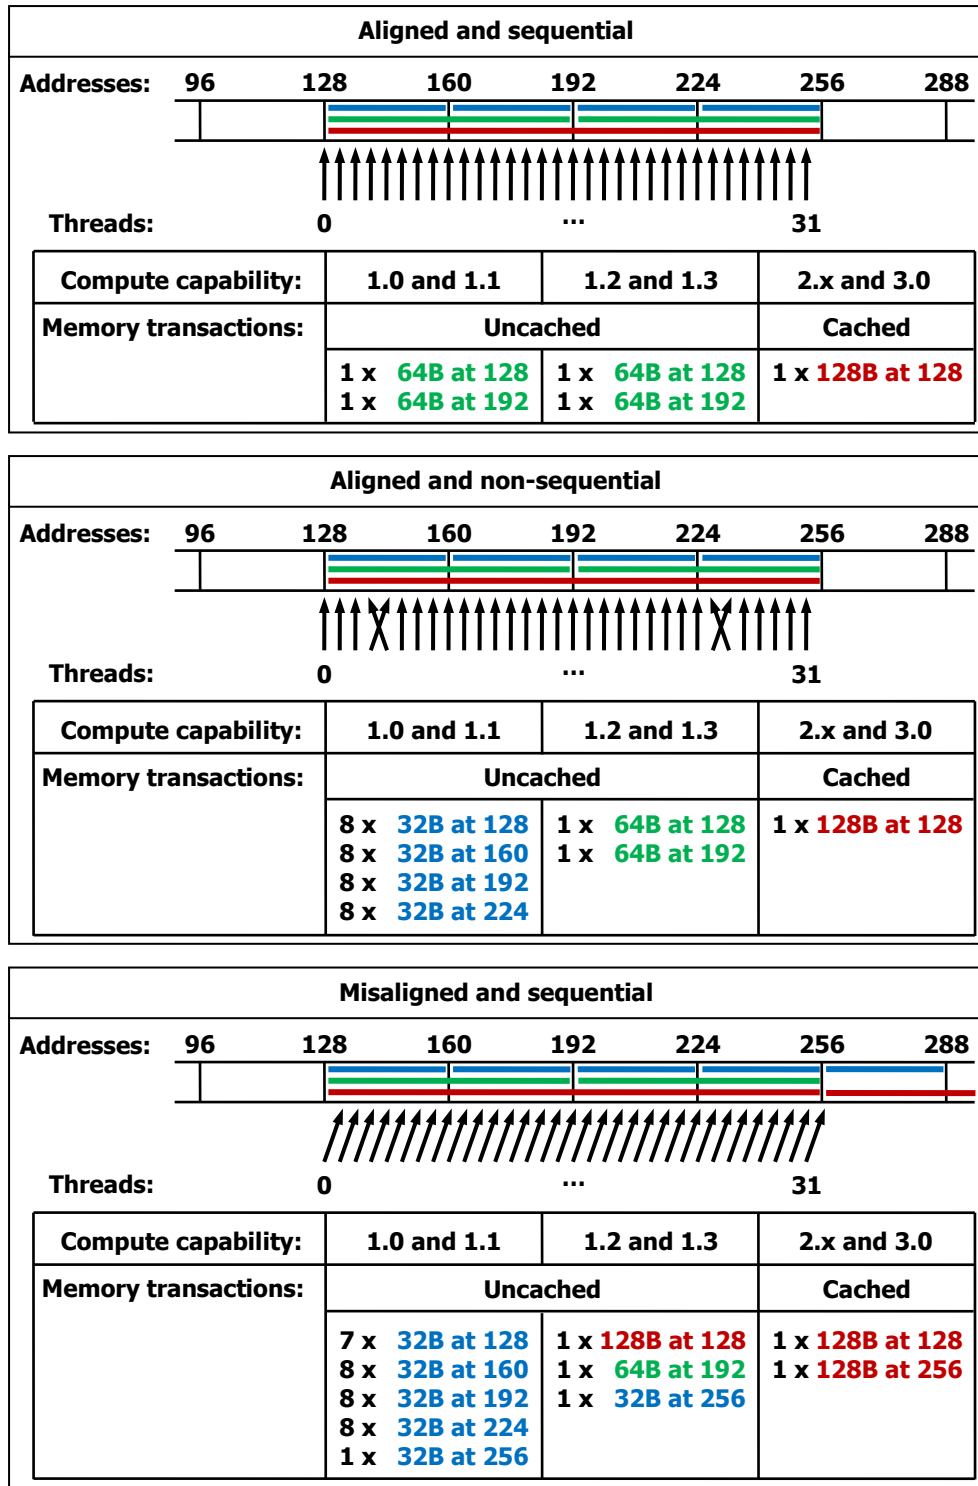 Aligned and sequential
Addresses: 96 128 160 192 224 256 288
Threads: 0 ... 31
Compute capability: 1.0 and 1.1 1.2 and 1.3 2.x and 3.0
Memory transactions: Uncached Cached
1 x 64B at 128 1 x 64B at 128 1 x 128B at 128
1 x 64B at 192 1 x 64B at 192
Aligned and non-sequential
Addresses: 96 128 160 192 224 256 288
Threads: 0 ... 31
Compute capability: 1.0 and 1.1 1.2 and 1.3 2.x and 3.0
Memory transactions: Uncached Cached
8 x 32B at 128 1 x 64B at 128 1 x 128B at 128
8 x 32B at 160 1 x 64B at 192
8 x 32B at 192
8 x 32B at 224
Misaligned and sequential
Addresses: 96 128 160 192 224 256 288
Threads: 0 ... 31
Compute capability: 1.0 and 1.1 1.2 and 1.3 2.x and 3.0
Memory transactions: Uncached Cached
7 x 32B at 128 1 x 128B at 128 1 x 128B at 128
8 x 32B at 160 1 x 64B at 192 1 x 128B at 256
8 x 32B at 192 1 x 32B at 256
8 x 32B at 224
1 x 32B at 256